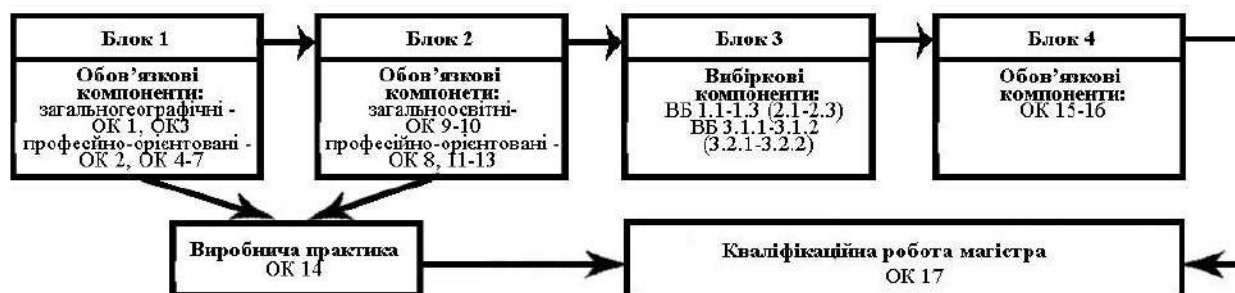 Блок 1
Обов’язкові
компоненти:
загальногеографічні -
ОК 1, ОК3
професійно-орієнтовані -
ОК 2, ОК 4-7
Блок 2
Обов’язкові
компонети:
загальноосвітні-
ОК 9-10
професійно-орієнтовані -
ОК 8, 11-13
Блок 3
Вибіркові
компоненти:
ВБ 1.1-1.3 (2.1-2.3)
ВБ 3.1.1-3.1.2
(3.2.1-3.2.2)
Блок 4
Обов’язкові
компоненти:
ОК 15-16
Виробнича практика
ОК 14
Кваліфікаційна робота магістра
ОК 17